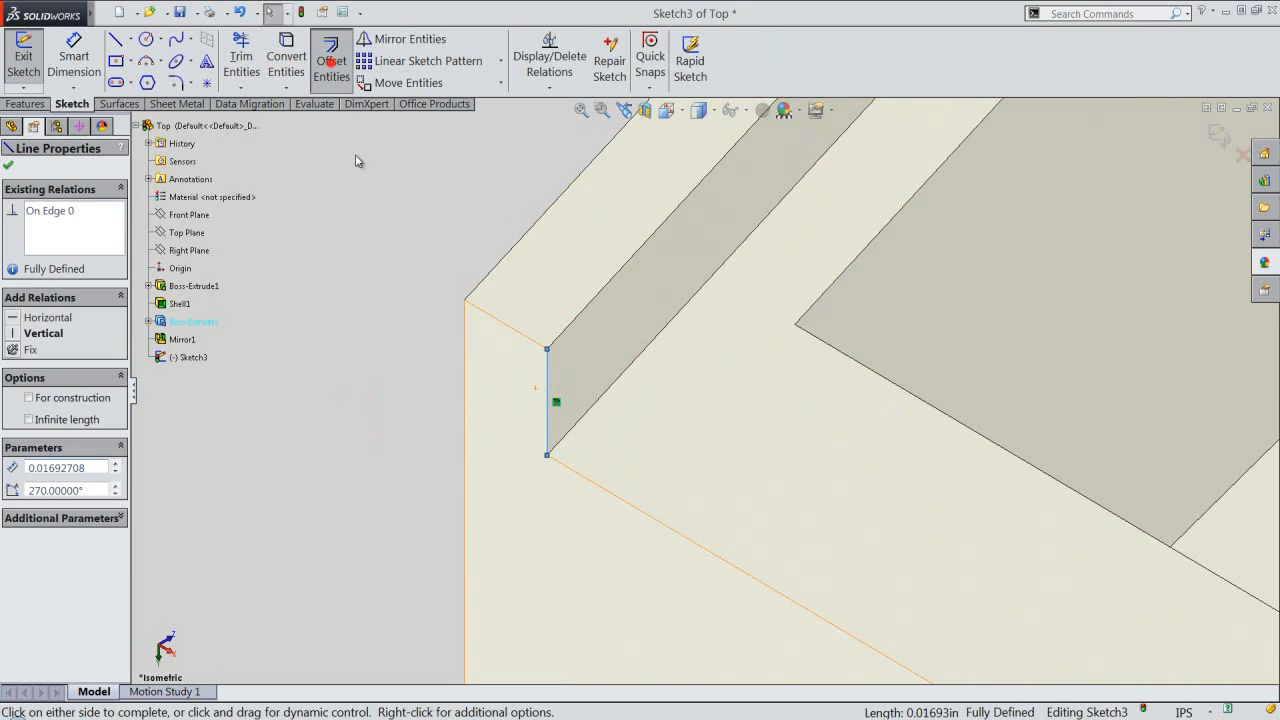 SOLIDWORKS
Sketch3 of Top *
Search Commands
Exit
Sketch
Smart
Dimension
Trim
Entities
Convert
Entities
Offset
Entities
Mirror Entities
Linear Sketch Pattern
Move Entities
Display/Delete
Relations
Repair
Sketch
Quick
Snaps
Rapid
Sketch
Features
Sketch
Surfaces
Sheet Metal
Data Migration
Evaluate
DimXpert
Office Products
Line Properties
Existing Relations
On Edge 0
Fully Defined
Add Relations
Horizontal
Vertical
Fix
Options
For construction
Infinite length
Parameters
0.01692708
270.00000°
Additional Parameters
Top (Default<<Default>_D...
History
Sensors
Annotations
Material <not specified>
Front Plane
Top Plane
Right Plane
Origin
Boss-Extrude1
Shell1
Mirror1
(-) Sketch3
*Isometric
Model
Motion Study 1
Click on either side to complete, or click and drag for dynamic control. Right-click for additional options.
Length: 0.01693in
Fully Defined
Editing Sketch3
IPS